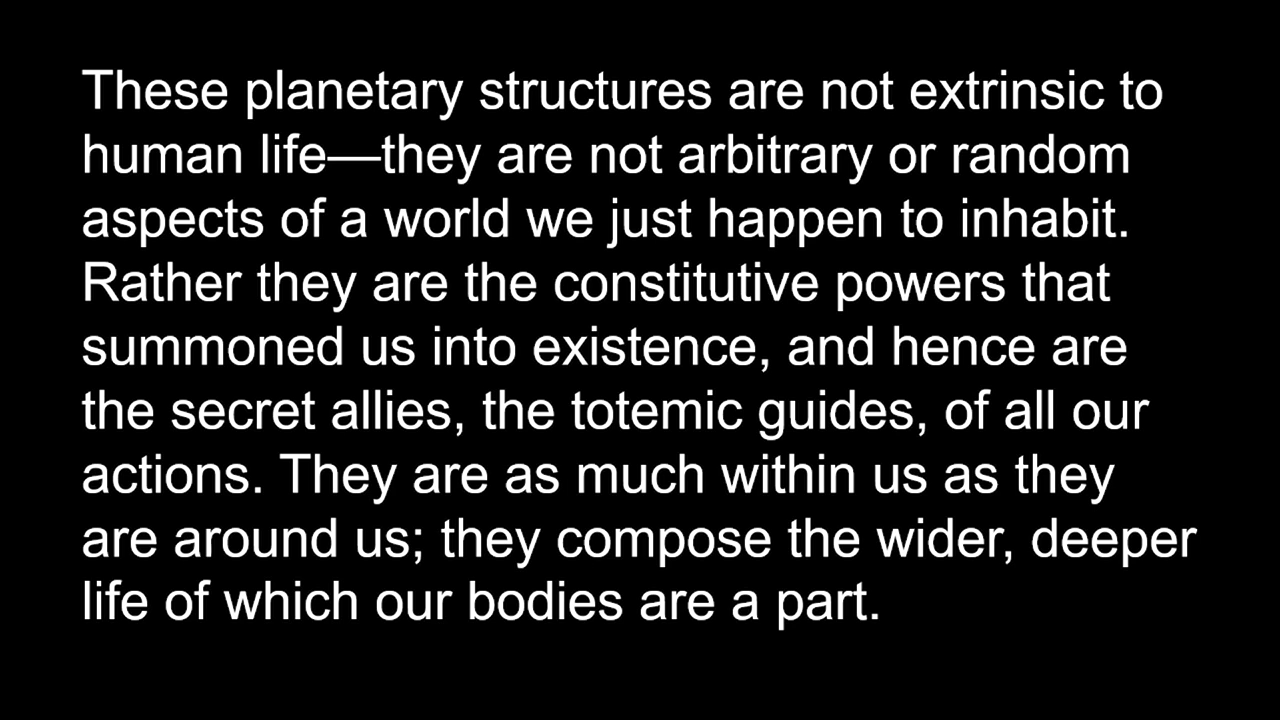 These planetary structures are not extrinsic to
human life—they are not arbitrary or random
aspects of a world we just happen to inhabit.
Rather they are the constitutive powers that
summoned us into existence, and hence are
the secret allies, the totemic guides, of all our
actions. They are as much within us as they
are around us; they compose the wider, deeper
life of which our bodies are a part.